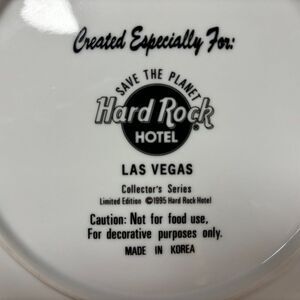 Created Especially For:
SAVE THE PLANET
Hard Rock
HOTEL
LAS VEGAS
Collector's Series
Limited Edition ©1995 Hard Rock Hotel
Caution: Not for food use,
For decorative purposes only.
MADE IN KOREA